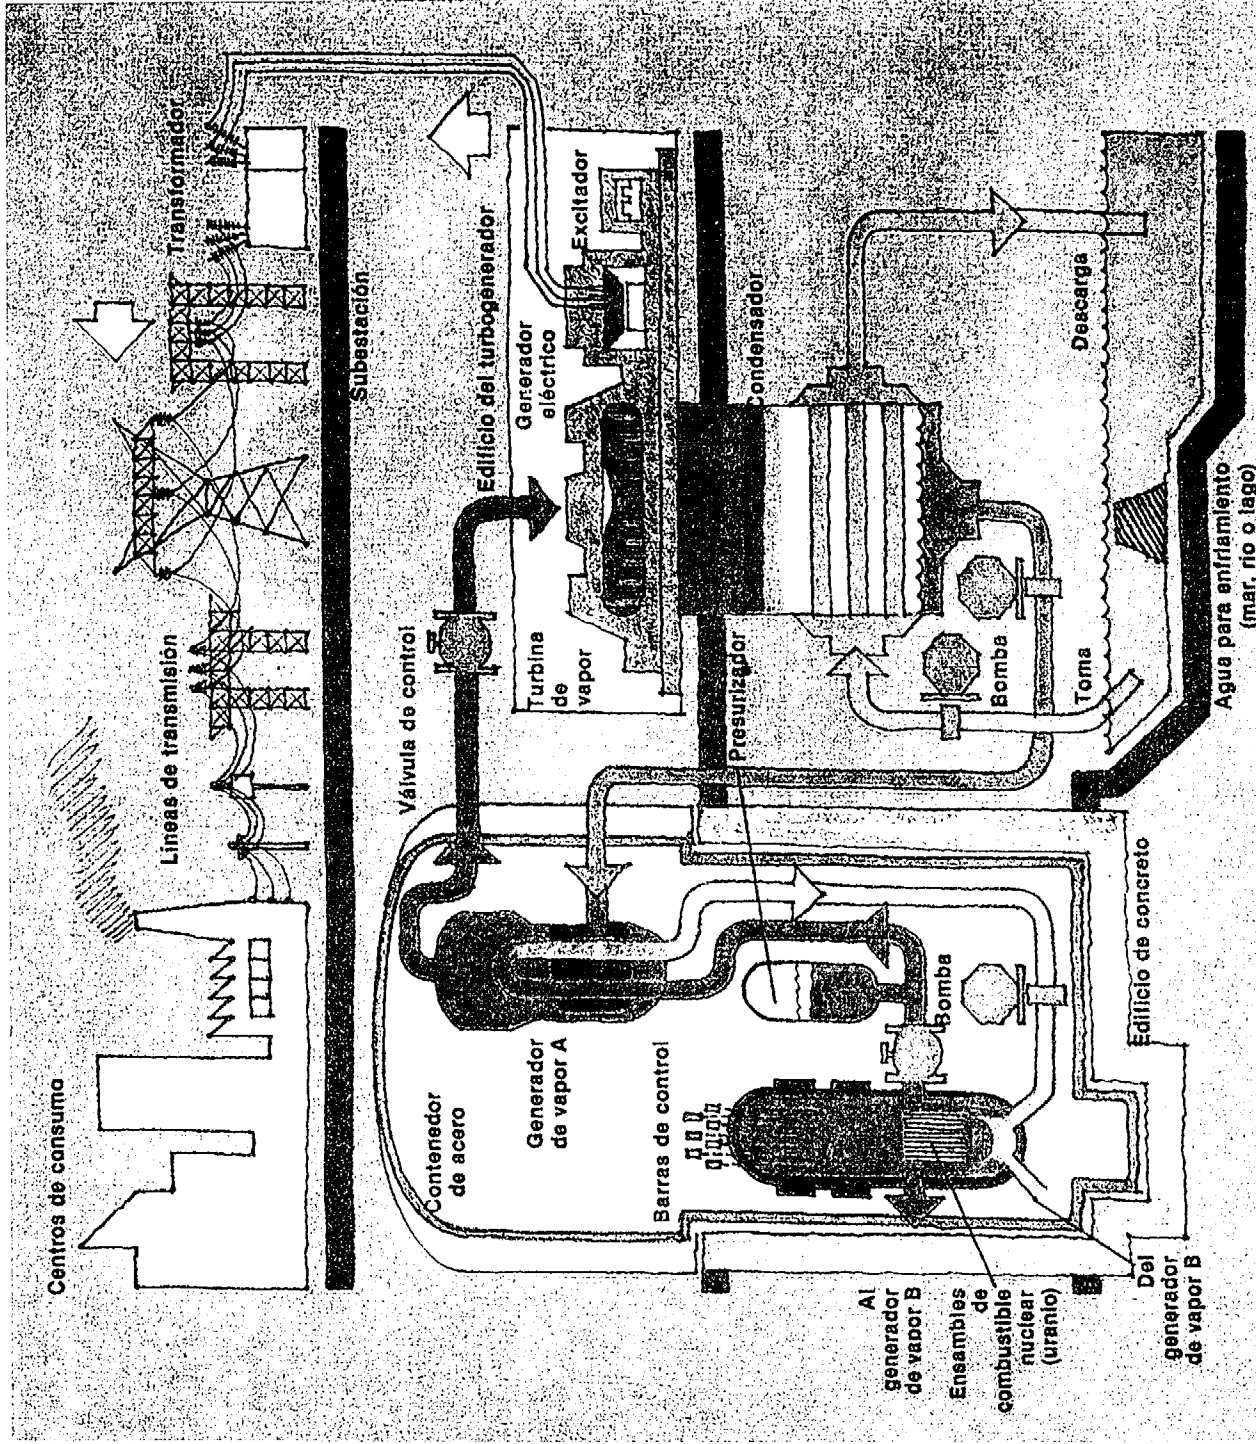 Centros de consumo
Líneas de transmisión
Transformador
Subestación
Válvula de control
Edificio del turbogenerador
Contenedor
de acero
Generador
de vapor A
Turbina
de
vapor
Generador
eléctrico
Excitador
Barras de control
Presurizador
Condensador
Bomba
Bomba
Toma
Descarga
Al
generador
de vapor B
Ensambles
de
combustible
nuclear
(uranio)
Edificio de concreto
Del
generador
de vapor B
Agua para enfriamiento
(mar, río o lago)